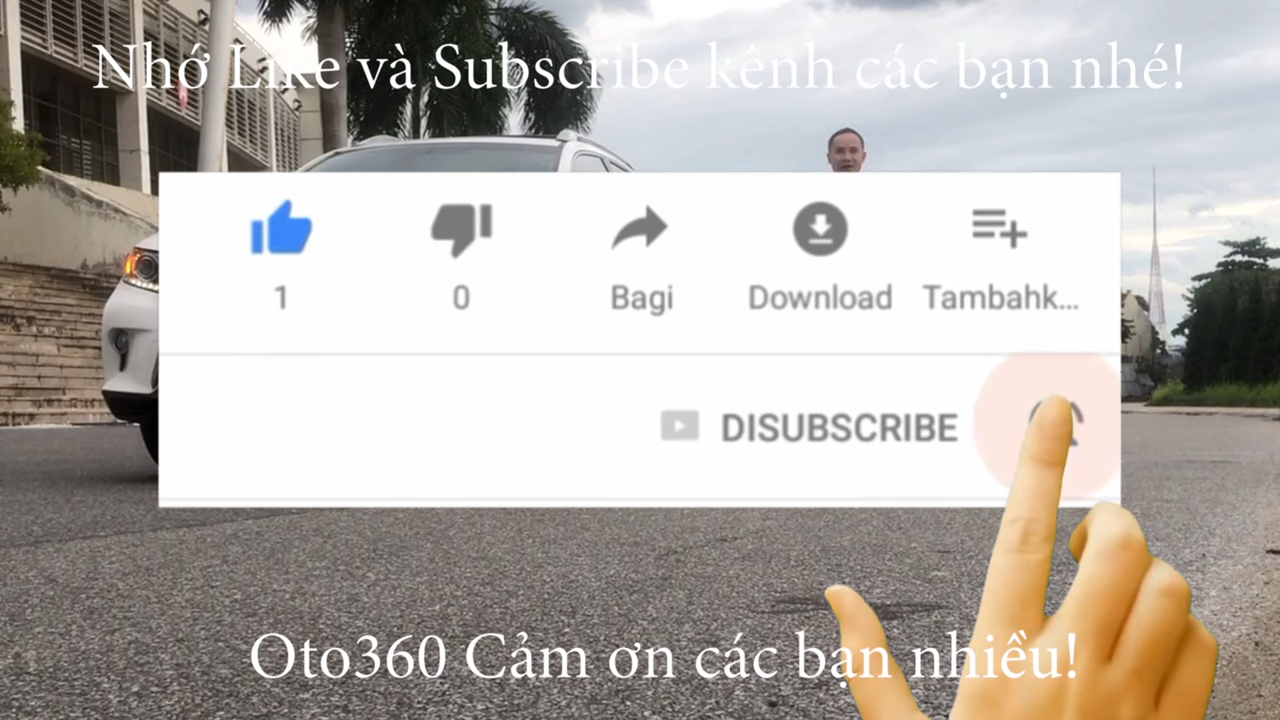 Nhớ Like và Subscribe kênh các bạn nhé!
1 0 Bagi Download Tambahk...
DISUBSCRIBE
Oto360 Cảm ơn các bạn nhiều!